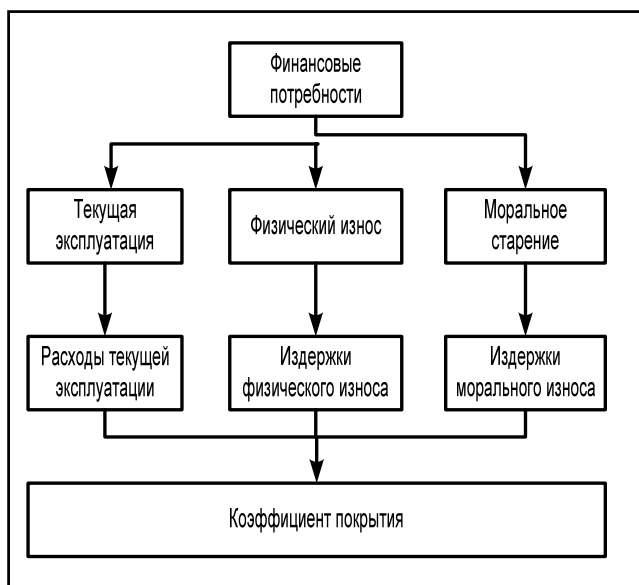 Финансовые
потребности
Текущая
эксплуатация
Физический износ
Моральное
старение
Расходы текущей
эксплуатации
Издержки
физического износа
Издержки
морального износа
Коэффициент покрытия